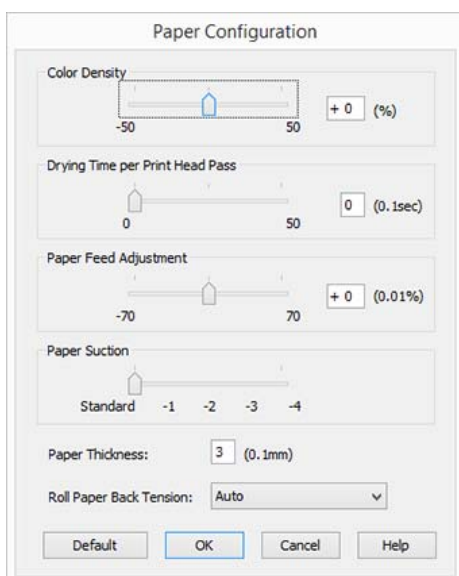 Paper Configuration
Color Density
-50 50 + 0 (%)
Drying Time per Print Head Pass
0 50 0 (0.1sec)
Paper Feed Adjustment
-70 70 + 0 (0.01%)
Paper Suction
Standard -1 -2 -3 -4
Paper Thickness: 3 (0.1mm)
Roll Paper Back Tension: Auto
Default OK Cancel Help